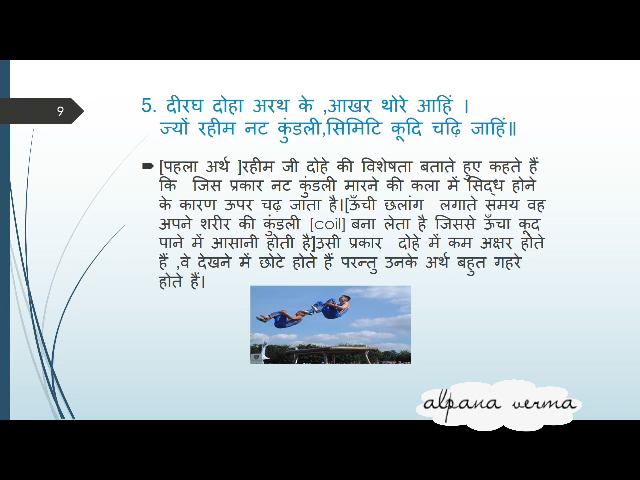 9
5. दीरघ दोहा अरथ के ,आखर थोरे आहिं ।
ज्यों रहीम नट कुंडली,सिमिटि कूदि चढ़ि जाहिं॥
[पहला अर्थ ]रहीम जी दोहे की विशेषता बताते हुए कहते हैं
कि जिस प्रकार नट कुंडली मारने की कला में सिद्ध होने
के कारण ऊपर चढ़ जाता है।[ऊँची छलांग लगाते समय वह
अपने शरीर की कुंडली [coil] बना लेता है जिससे ऊँचा कूद
पाने में आसानी होती है]उसी प्रकार दोहे में कम अक्षर होते
हैं ,वे देखने में छोटे होते हैं परन्तु उनके अर्थ बहुत गहरे
होते हैं।
alpana verma